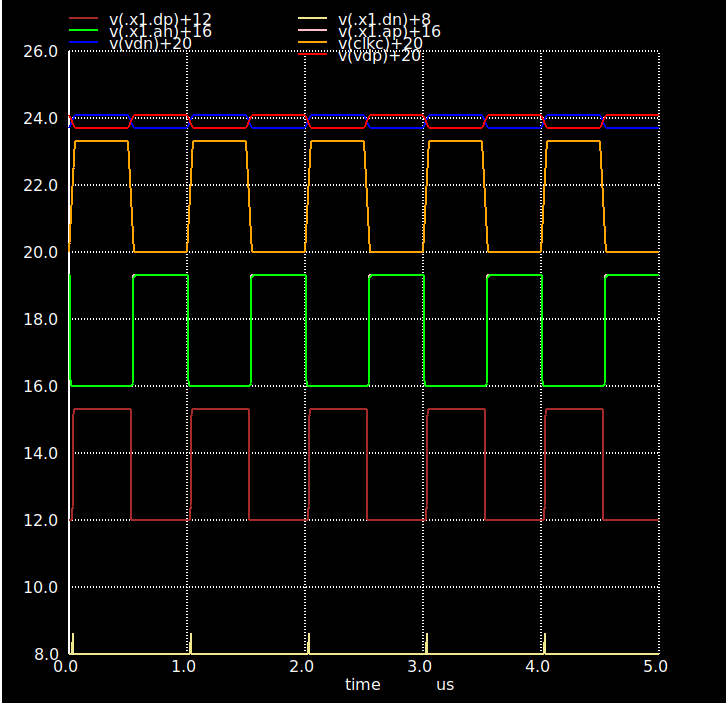 v(.x1.dp)+12 v(.x1.dn)+8
v(.x1.an)+16 v(.x1.ap)+16
v(vdn)+20 v(clkc)+20
v(vdp)+20
26.0
24.0
22.0
20.0
18.0
16.0
14.0
12.0
10.0
8.0
0.0 1.0 2.0 3.0 4.0 5.0
time us